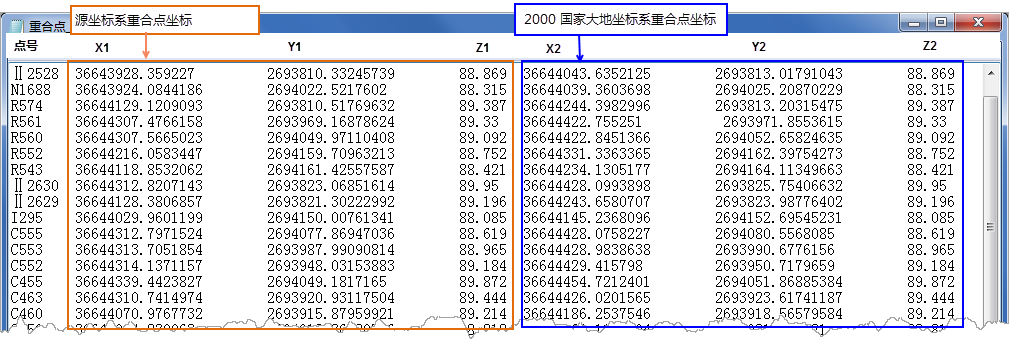 源坐标系重合点坐标
2000 国家大地坐标系重合点坐标
重合点
点号 X1 Y1 Z1 X2 Y2 Z2
Ⅱ2528 36643928.359227 2693810.33245739 88.869 36644043.6352125 2693813.01791043 88.869
N1688 36643924.0844186 2694022.5217602 88.315 36644039.3603698 2694025.20870229 88.315
R574 36644129.1209093 2693810.51769632 89.387 36644244.3982996 2693813.20315475 89.387
R561 36644307.4766158 2693969.16878624 89.33 36644422.755251 2693971.8553615 89.33
R560 36644307.5665023 2694049.97110408 89.092 36644422.8451366 2694052.65824635 89.092
R552 36644216.0583447 2694159.70963213 88.752 36644331.3363365 2694162.39754273 88.752
R543 36644118.8532062 2694161.42557587 88.421 36644234.1305177 2694164.11349663 88.421
Ⅱ2630 36644312.8207143 2693823.06851614 89.95 36644428.0993898 2693825.75406632 89.95
Ⅱ2629 36644128.3806857 2693821.30222992 89.196 36644243.6580707 2693823.98776402 89.196
I295 36644029.9601199 2694150.00761341 88.085 36644145.2368096 2694152.69545231 88.085
C555 36644312.7971524 2694077.86947036 88.619 36644428.0758227 2694080.5568085 88.619
C553 36644313.7051854 2693987.99090814 88.965 36644428.9838638 2693990.6776156 88.965
C552 36644314.1371157 2693948.03153883 89.184 36644429.415798 2693950.7179659 89.184
C455 36644339.4423827 2694049.1817165 89.872 36644454.7212401 2694051.86885384 89.872
C463 36644310.7414974 2693920.93117504 89.444 36644426.0201565 2693923.61741187 89.444
C460 36644070.9767732 2693915.87959921 89.214 36644186.2537546 2693918.56579584 89.214